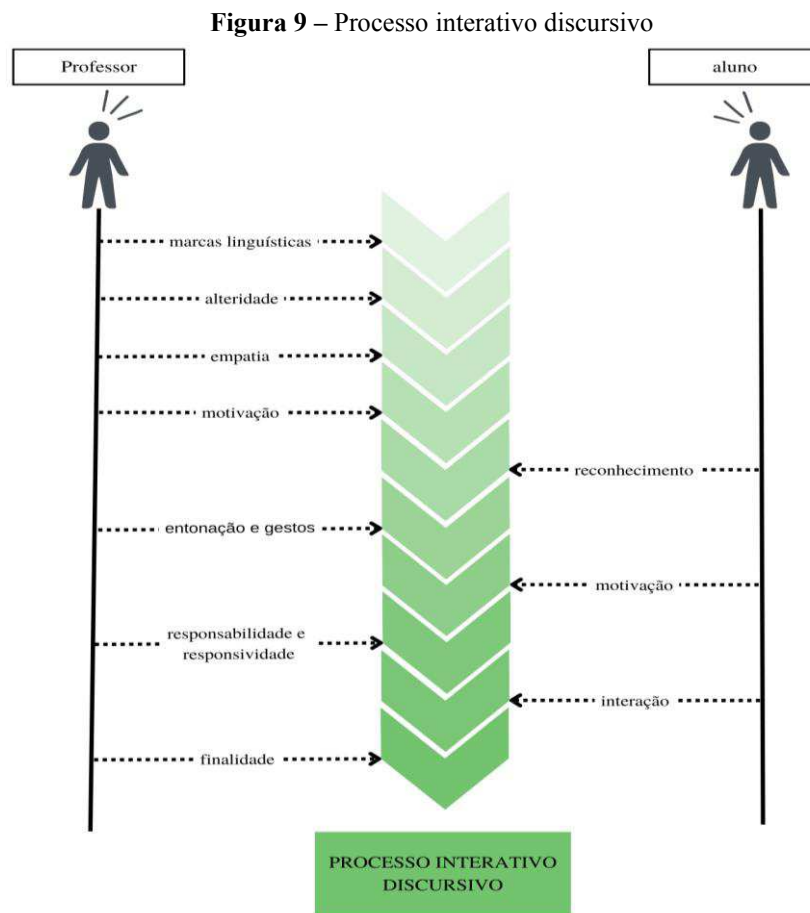 Figura 9 – Processo interativo discursivo
Professor
aluno
marcas linguísticas
alteridade
empatia
motivação
reconhecimento
entonação e gestos
motivação
responsabilidade e
responsividade
interação
finalidade
PROCESSO INTERATIVO
DISCURSIVO